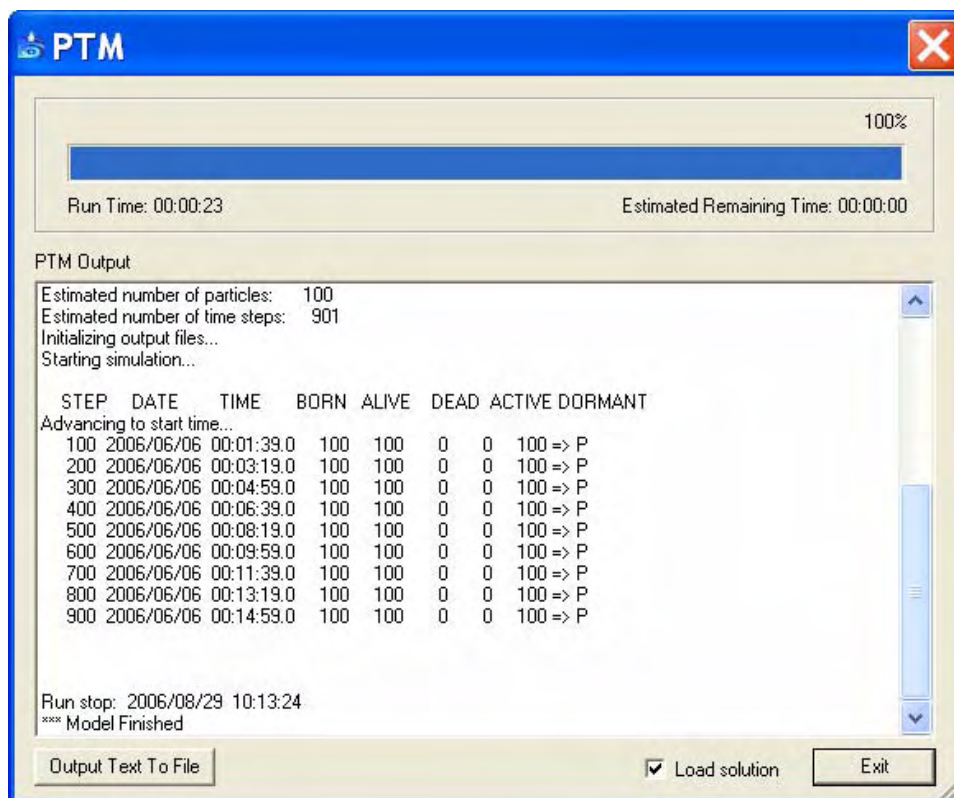 PTM
100%
Run Time: 00:00:23 Estimated Remaining Time: 00:00:00
PTM Output
Estimated number of particles: 100
Estimated number of time steps: 901
Initializing output files...
Starting simulation...
STEP DATE TIME BORN ALIVE DEAD ACTIVE DORMANT
Advancing to start time...
100 2006/06/06 00:01:39.0 100 100 0 0 100 => P
200 2006/06/06 00:03:19.0 100 100 0 0 100 => P
300 2006/06/06 00:04:59.0 100 100 0 0 100 => P
400 2006/06/06 00:06:39.0 100 100 0 0 100 => P
500 2006/06/06 00:08:19.0 100 100 0 0 100 => P
600 2006/06/06 00:09:59.0 100 100 0 0 100 => P
700 2006/06/06 00:11:39.0 100 100 0 0 100 => P
800 2006/06/06 00:13:19.0 100 100 0 0 100 => P
900 2006/06/06 00:14:59.0 100 100 0 0 100 => P
Run stop: 2006/08/29 10:13:24
*** Model Finished
Output Text To File Load solution Exit